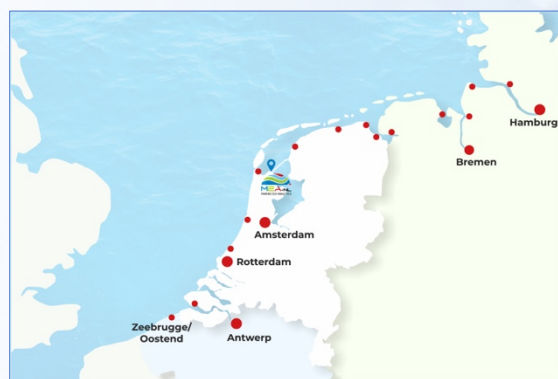 Hamburg
Bremen
Amsterdam
Rotterdam
Zeebrugge/
Oostend
Antwerp